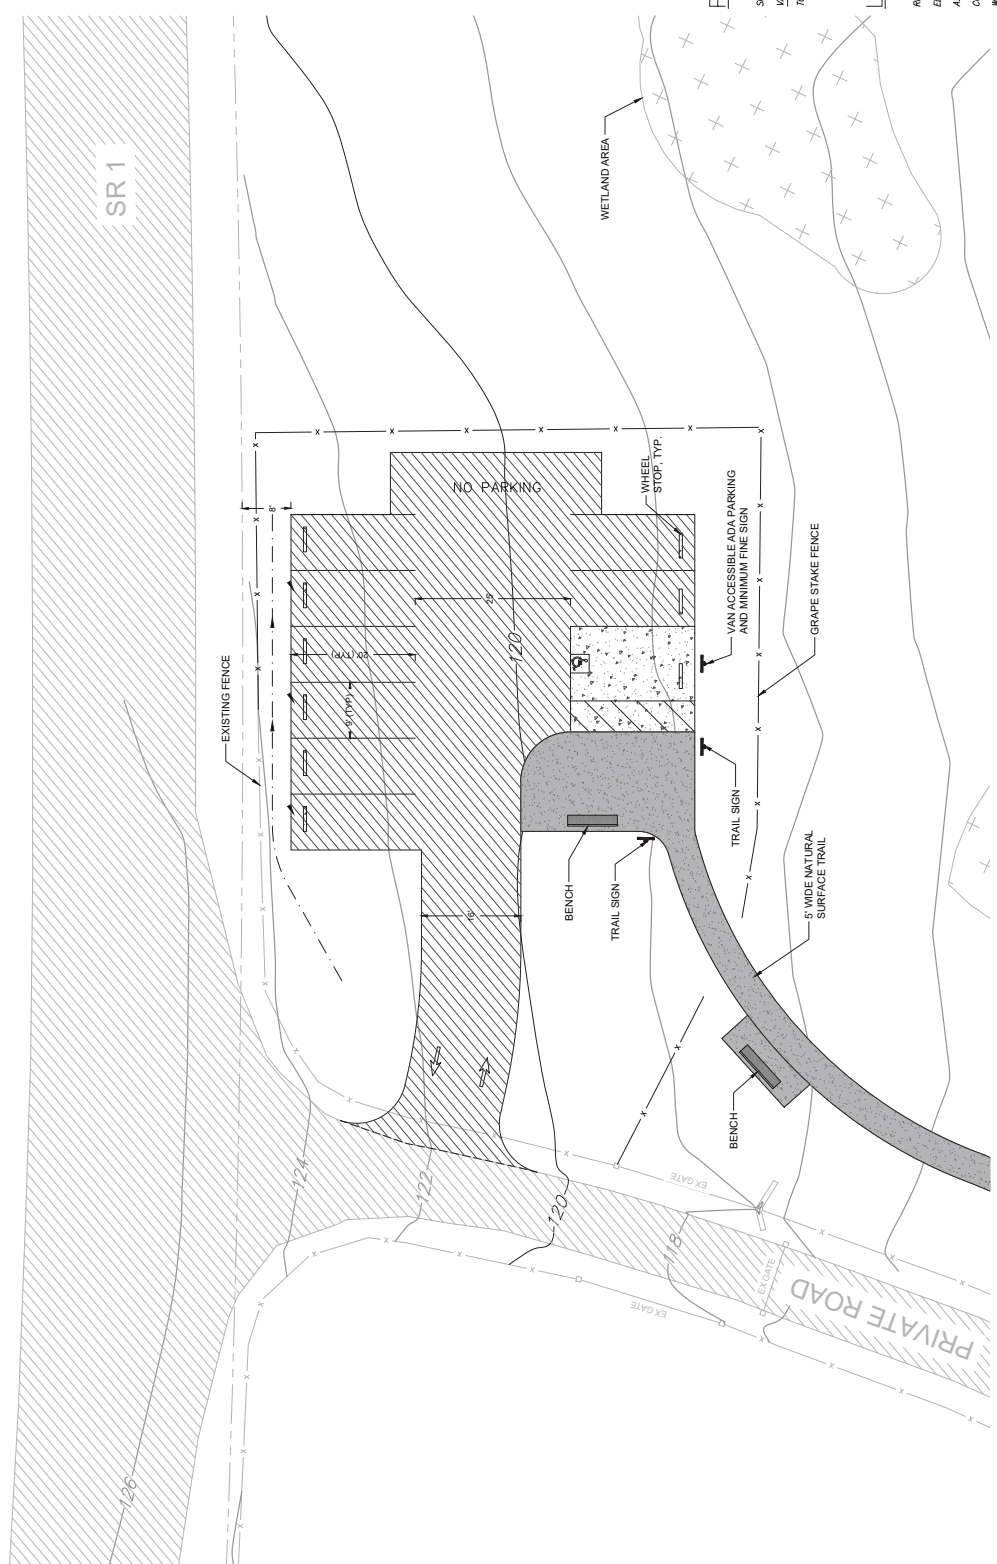 SR 1
WETLAND AREA
NO PARKING
WHEEL
STOP, TYP.
8'
VAN ACCESSIBLE ADA PARKING
AND MINIMUM FINE SIGN
GRAPE STAKE FENCE
25'
120
20' (TYP)
9' (TYP)
EXISTING FENCE
TRAIL SIGN
BENCH
TRAIL SIGN
5' WIDE NATURAL
SURFACE TRAIL
16'
BENCH
124
122
120
118
EX GATE
EX GATE
EX GATE
PRIVATE ROAD
126